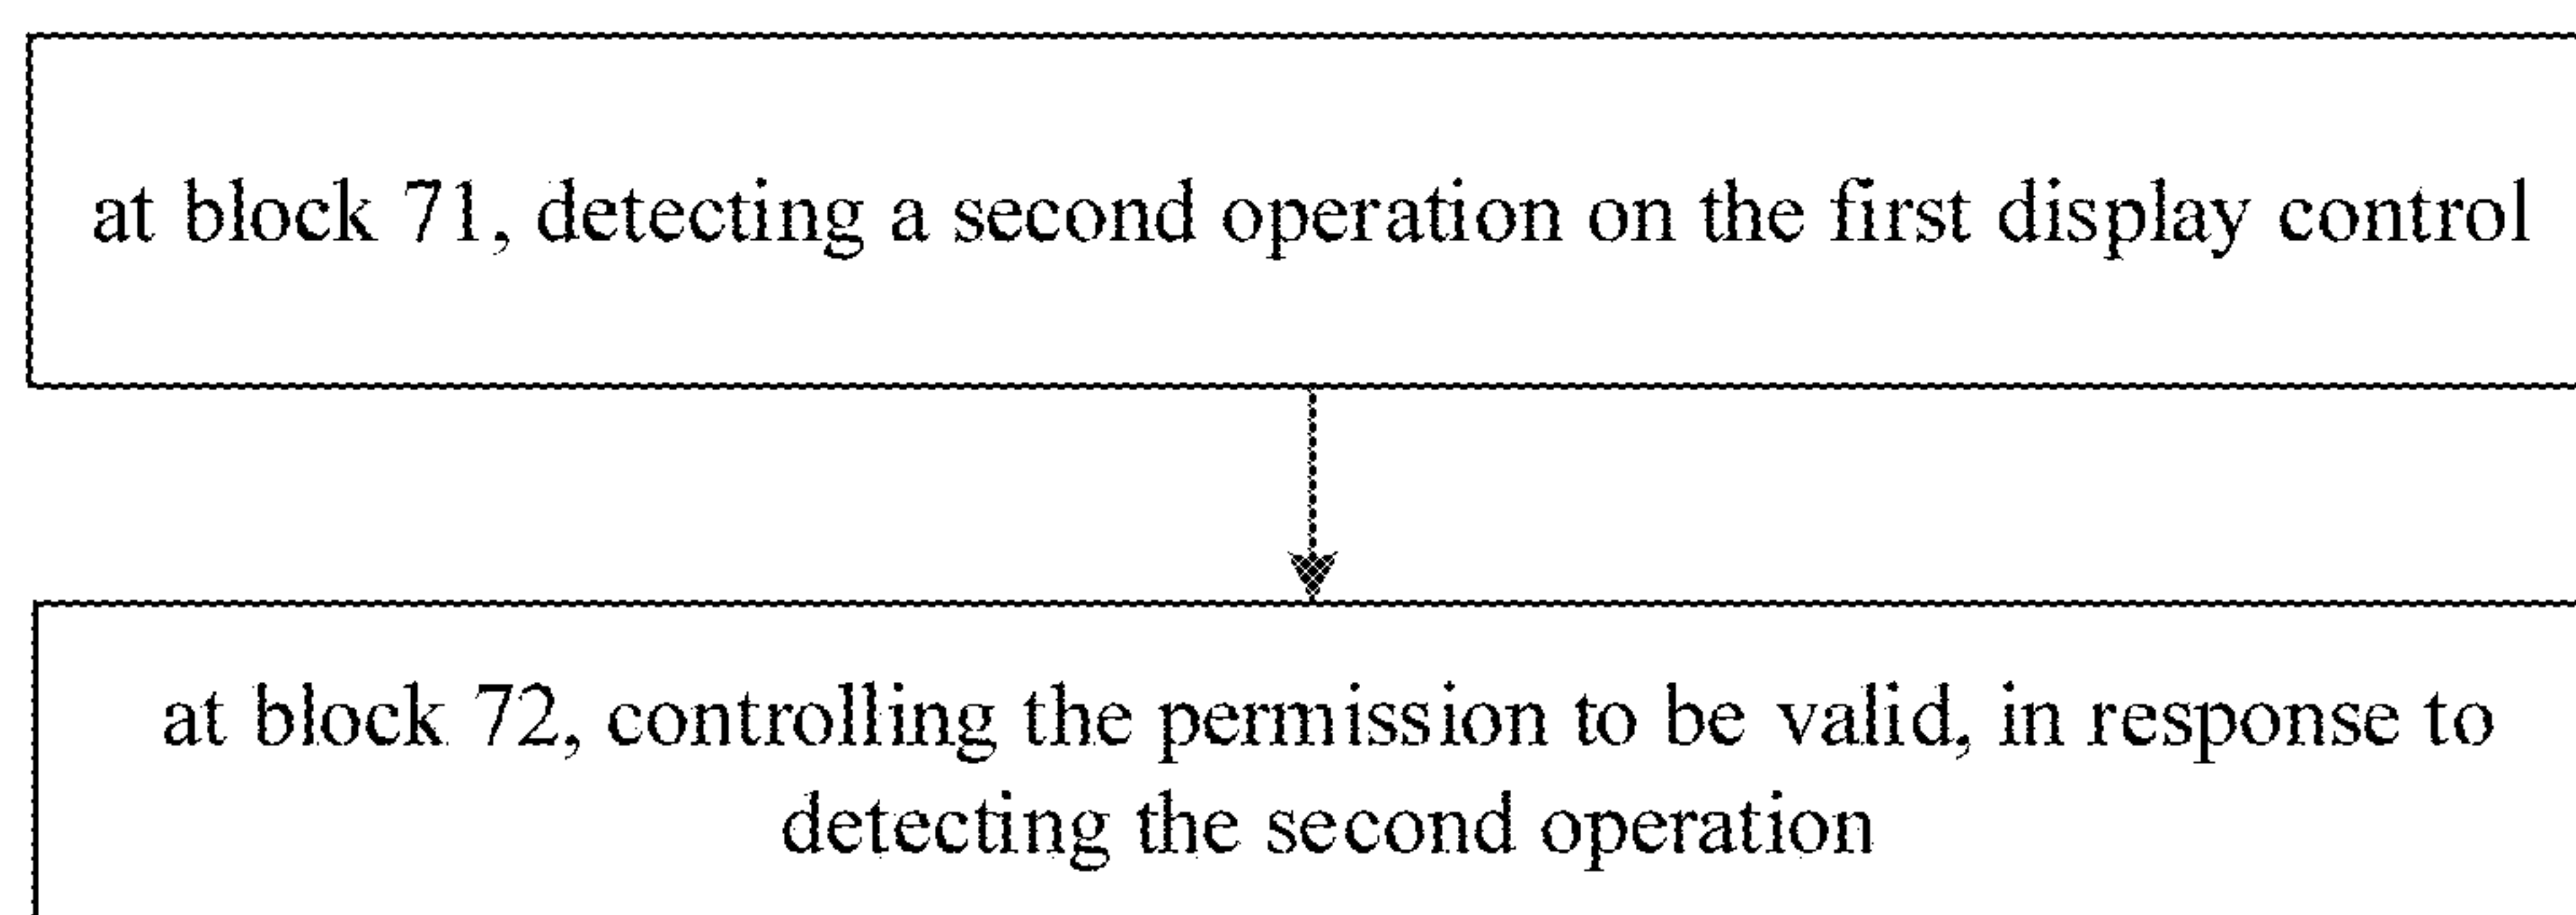 at block 71, detecting a second operation on the first display control
at block 72, controlling the permission to be valid, in response to
detecting the second operation